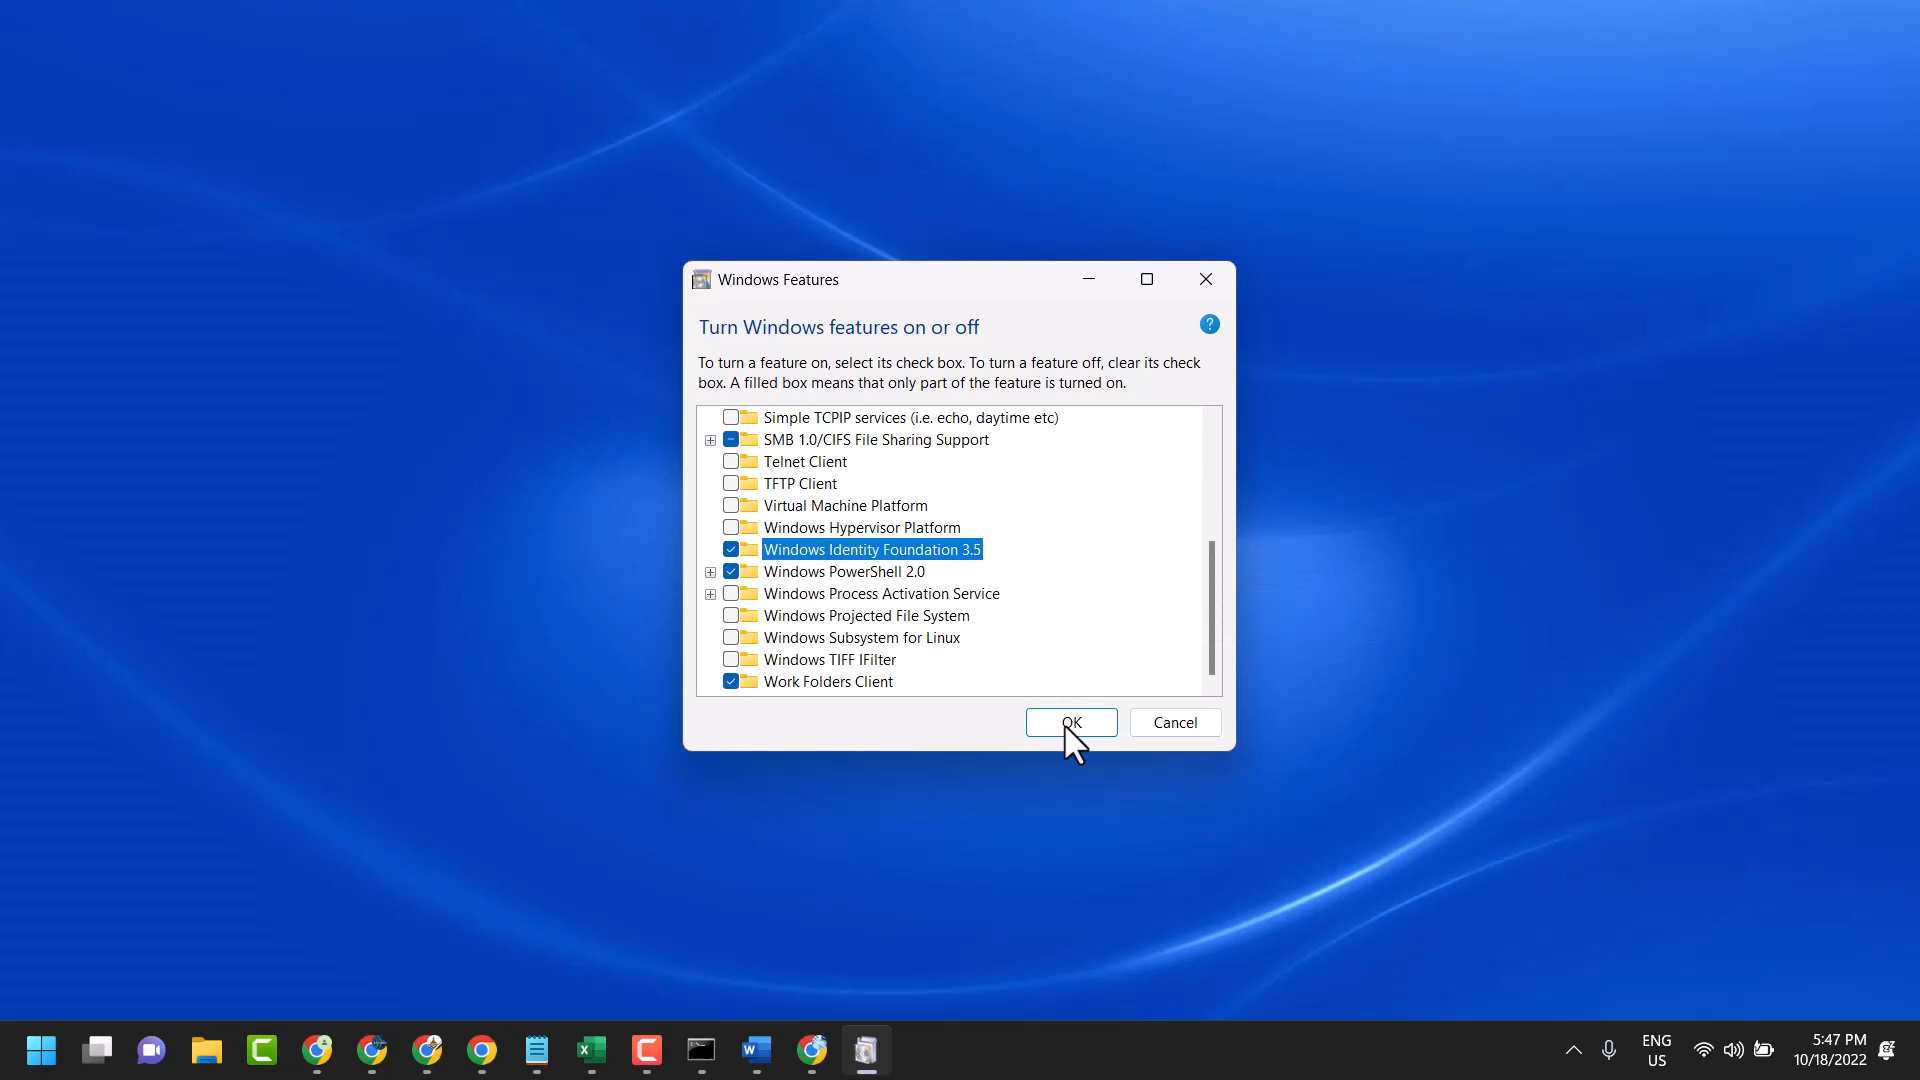 Windows Features
Turn Windows features on or off
?
To turn a feature on, select its check box. To turn a feature off, clear its check
box. A filled box means that only part of the feature is turned on.
Simple TCPIP services (i.e. echo, daytime etc)
SMB 1.0/CIFS File Sharing Support
Telnet Client
TFTP Client
Virtual Machine Platform
Windows Hypervisor Platform
Windows Identity Foundation 3.5
Windows PowerShell 2.0
Windows Process Activation Service
Windows Projected File System
Windows Subsystem for Linux
Windows TIFF IFilter
Work Folders Client
OK Cancel
ENG 5:47 PM
US 10/18/2022